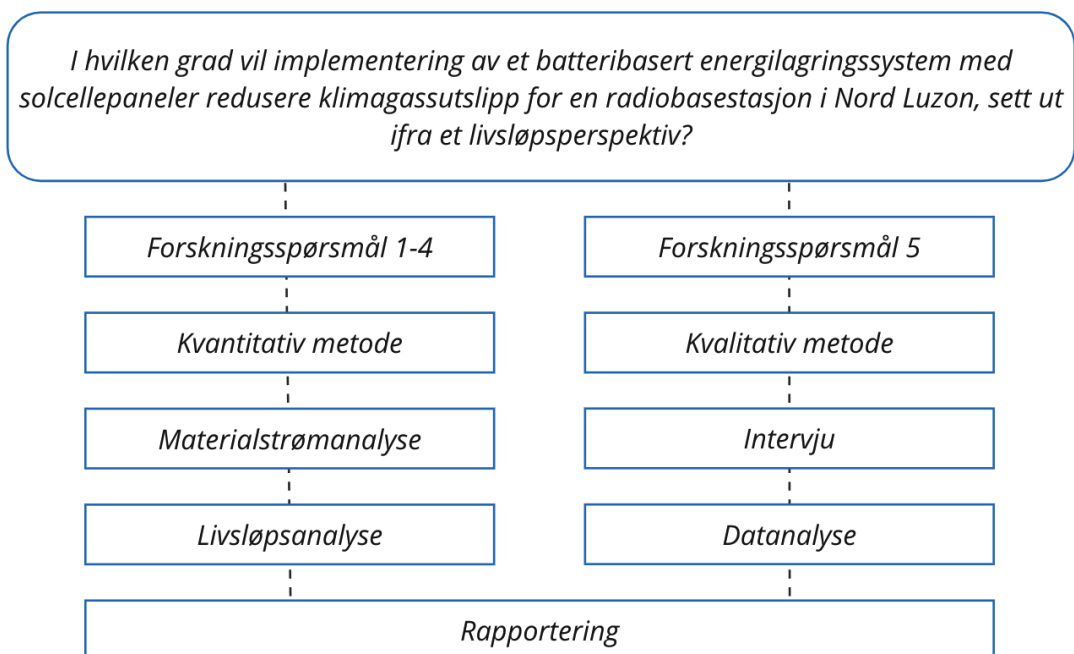 I hvilken grad vil implementering av et batteribasert energilagringssystem med
solcellepaneler redusere klimagassutslipp for en radiobasestasjon i Nord Luzon, sett ut
ifra et livsløpsperspektiv?
Forskningsspørsmål 1-4
Forskningsspørsmål 5
Kvantitativ metode
Kvalitativ metode
Materialstrømanalyse
Intervju
Livsløpsanalyse
Datanalyse
Rapportering